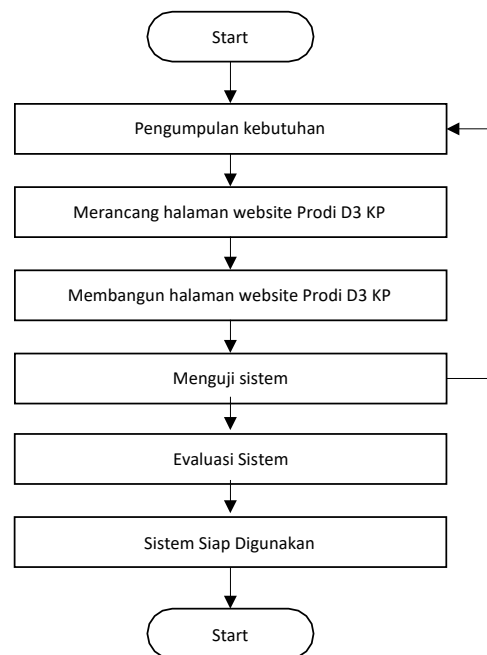 Start
Pengumpulan kebutuhan
Merancang halaman website Prodi D3 KP
Membangun halaman website Prodi D3 KP
Menguji sistem
Evaluasi Sistem
Sistem Siap Digunakan
Start